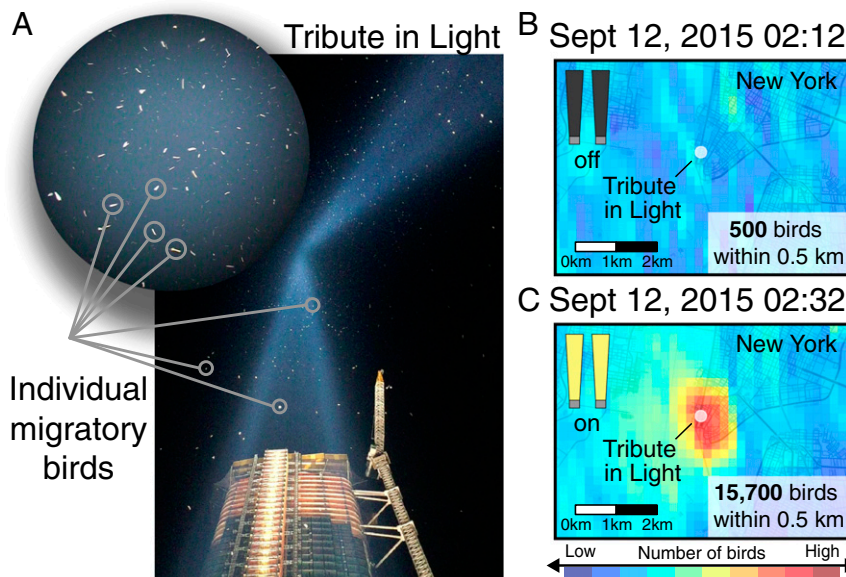 A
Tribute in Light
Individual
migratory
birds
B
Sept 12, 2015 02:12
New York
off
Tribute
in Light
500 birds
within 0.5 km
0km 1km 2km
C
Sept 12, 2015 02:32
New York
on
Tribute
in Light
15,700 birds
within 0.5 km
0km 1km 2km
Low Number of birds High